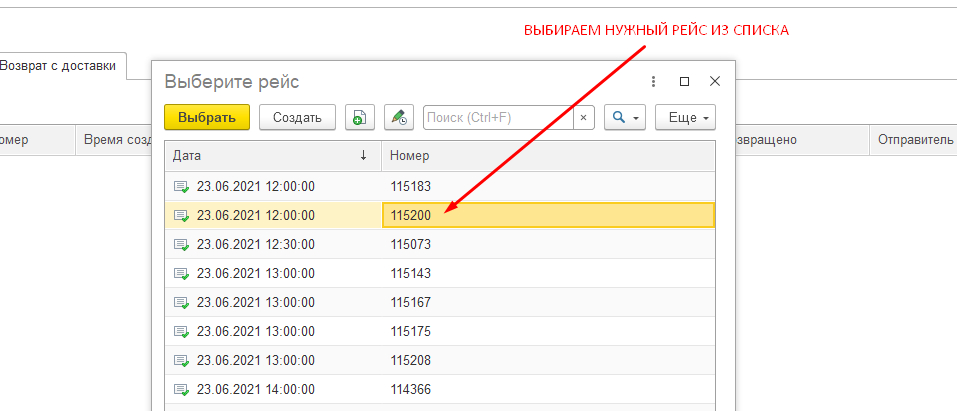 ВЫБИРАЕМ НУЖНЫЙ РЕЙС ИЗ СПИСКА
Возврат с доставки
Выберите рейс
Выбрать Создать Поиск (Ctrl+F) × Еще
омер Время созд звращено Отправитель
Дата ↓ Номер
23.06.2021 12:00:00 115183
23.06.2021 12:00:00 115200
23.06.2021 12:30:00 115073
23.06.2021 13:00:00 115143
23.06.2021 13:00:00 115167
23.06.2021 13:00:00 115175
23.06.2021 13:00:00 115208
23.06.2021 14:00:00 114366